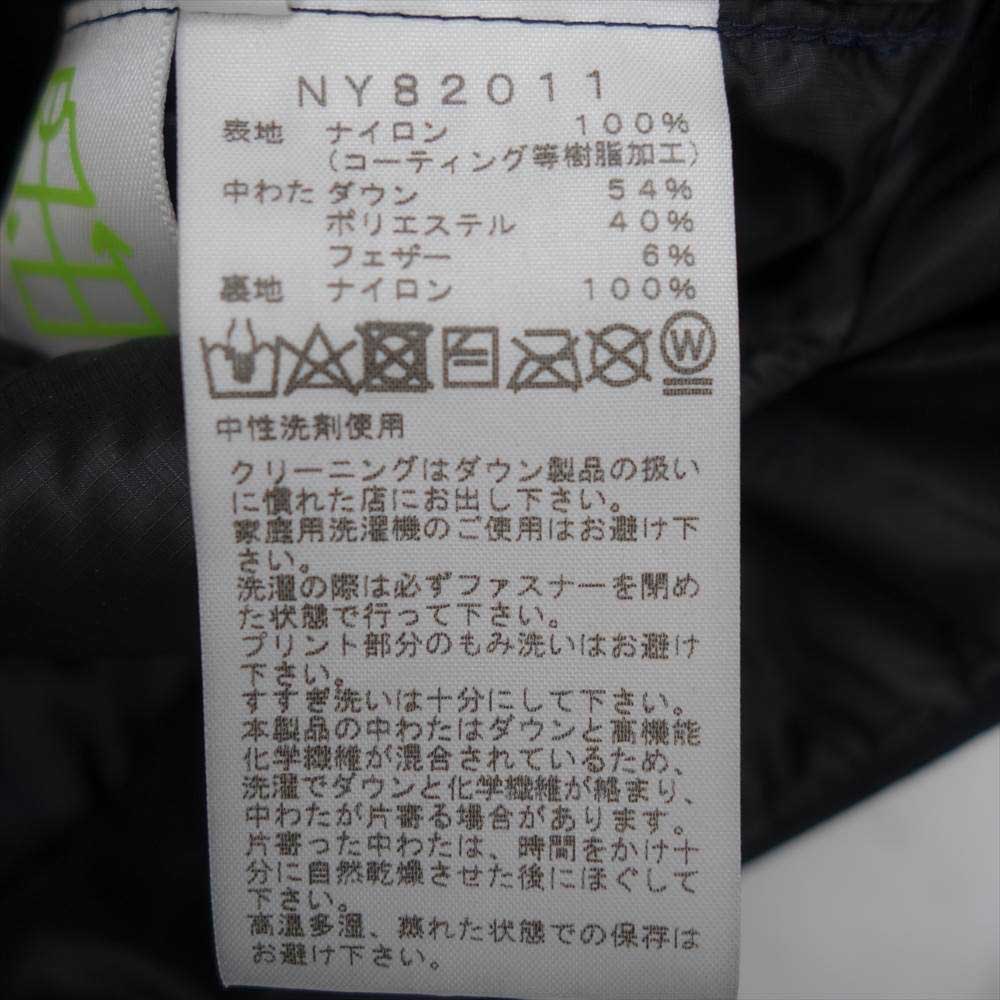 NY82011
表地 ナイロン 100%
(コーティング等樹脂加工)
中わた ダウン 54%
ポリエステル 40%
フェザー 6%
裏地 ナイロン 100%
W
中性洗剤使用
クリーニングはダウン製品の扱い
に慣れた店にお出し下さい。
家庭用洗濯機のご使用はお避け下
さい。
洗濯の際は必ずファスナーを閉め
た状態で行って下さい。
プリント部分のもみ洗いはお避け
下さい。
すすぎ洗いは十分にして下さい。
本製品の中わたはダウンと高機能
化学繊維が混合されているため、
洗濯でダウンと化学繊維が絡まり、
中わたが片寄る場合があります。
片寄った中わたは、時間をかけ十
分に自然乾燥させた後にほぐして
下さい。
高温多湿、蒸れた状態での保存は
お避け下さい。